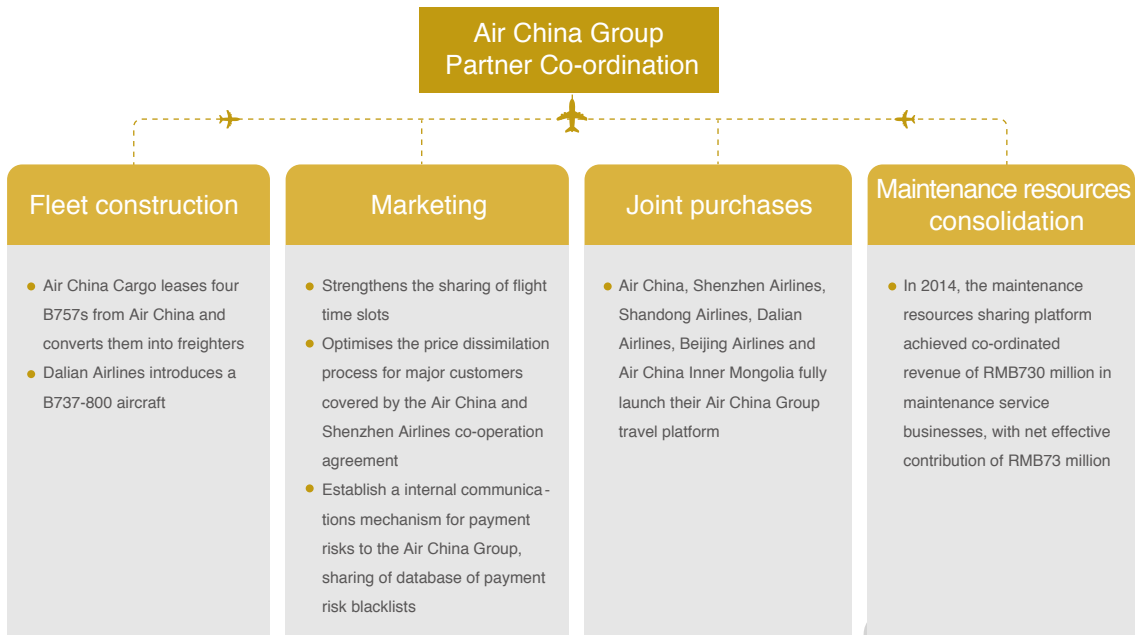 Air China Group
Partner Co-ordination
Fleet construction
Air China Cargo leases four
B757s from Air China and
converts them into freighters
Dalian Airlines introduces a
B737-800 aircraft
Marketing
Strengthens the sharing of flight
time slots
Optimises the price dissimilation
process for major customers
covered by the Air China and
Shenzhen Airlines co-operation
agreement
Establish a internal communica-
tions mechanism for payment
risks to the Air China Group,
sharing of database of payment
risk blacklists
Joint purchases
Air China, Shenzhen Airlines,
Shandong Airlines, Dalian
Airlines, Beijing Airlines and
Air China Inner Mongolia fully
launch their Air China Group
travel platform
Maintenance resources
consolidation
In 2014, the maintenance
resources sharing platform
achieved co-ordinated
revenue of RMB730 million in
maintenance service
businesses, with net effective
contribution of RMB73 million